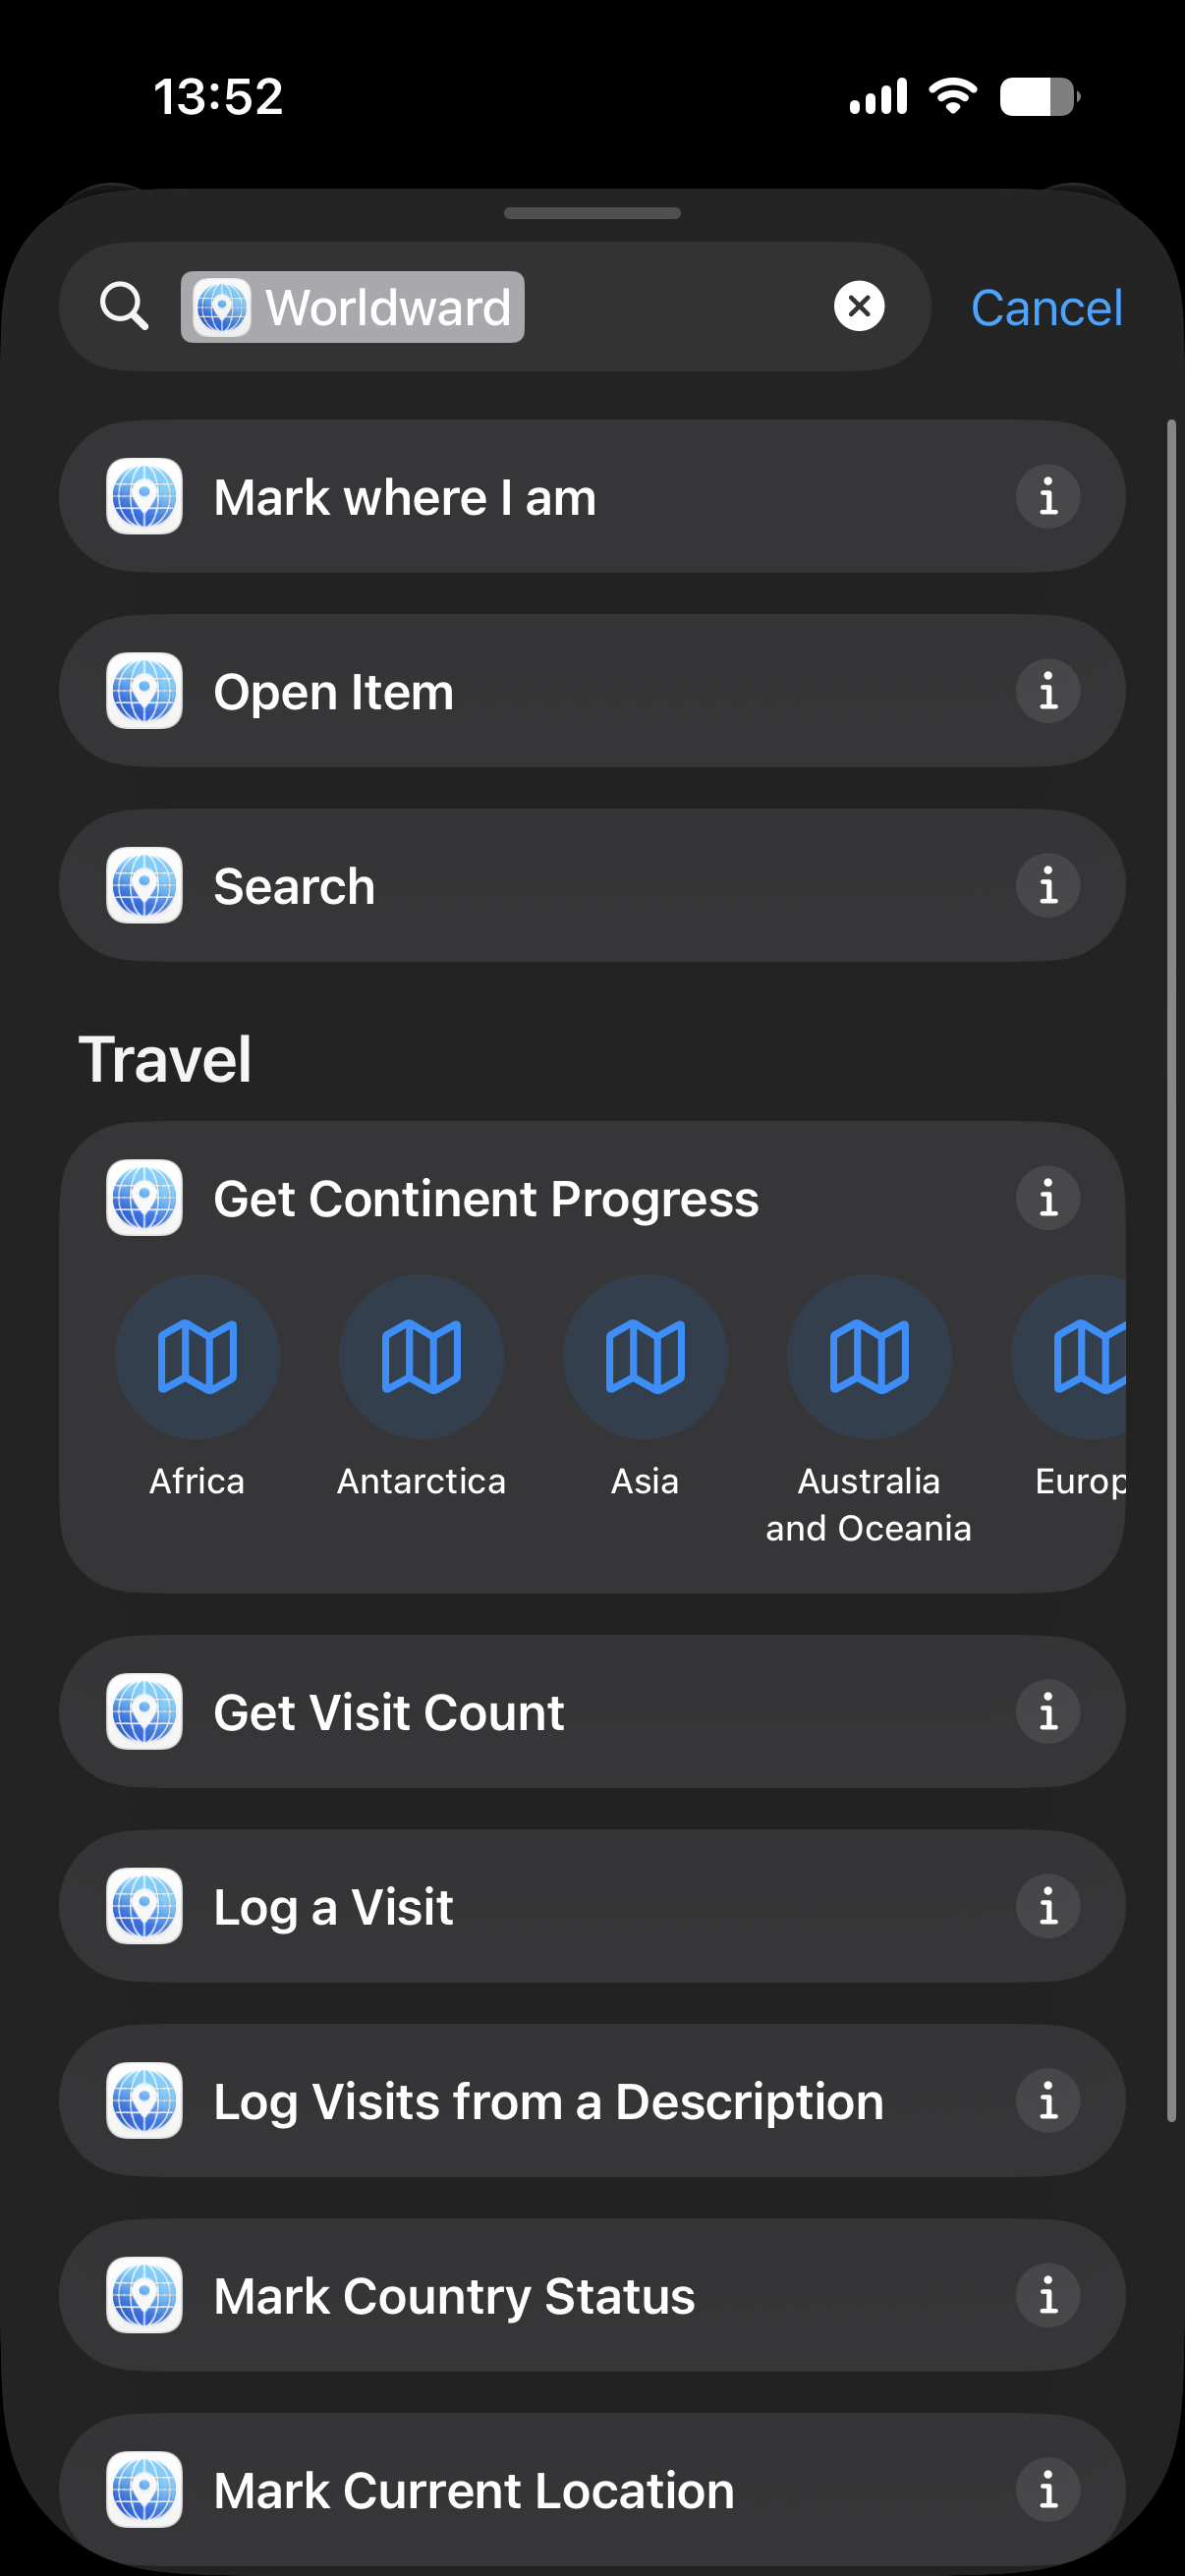 13:52
Worldward
Cancel
Mark where I am
Open Item
Search
Travel
Get Continent Progress
Africa
Antarctica
Asia
Australia
and Oceania
Europ
Get Visit Count
Log a Visit
Log Visits from a Description
Mark Country Status
Mark Current Location